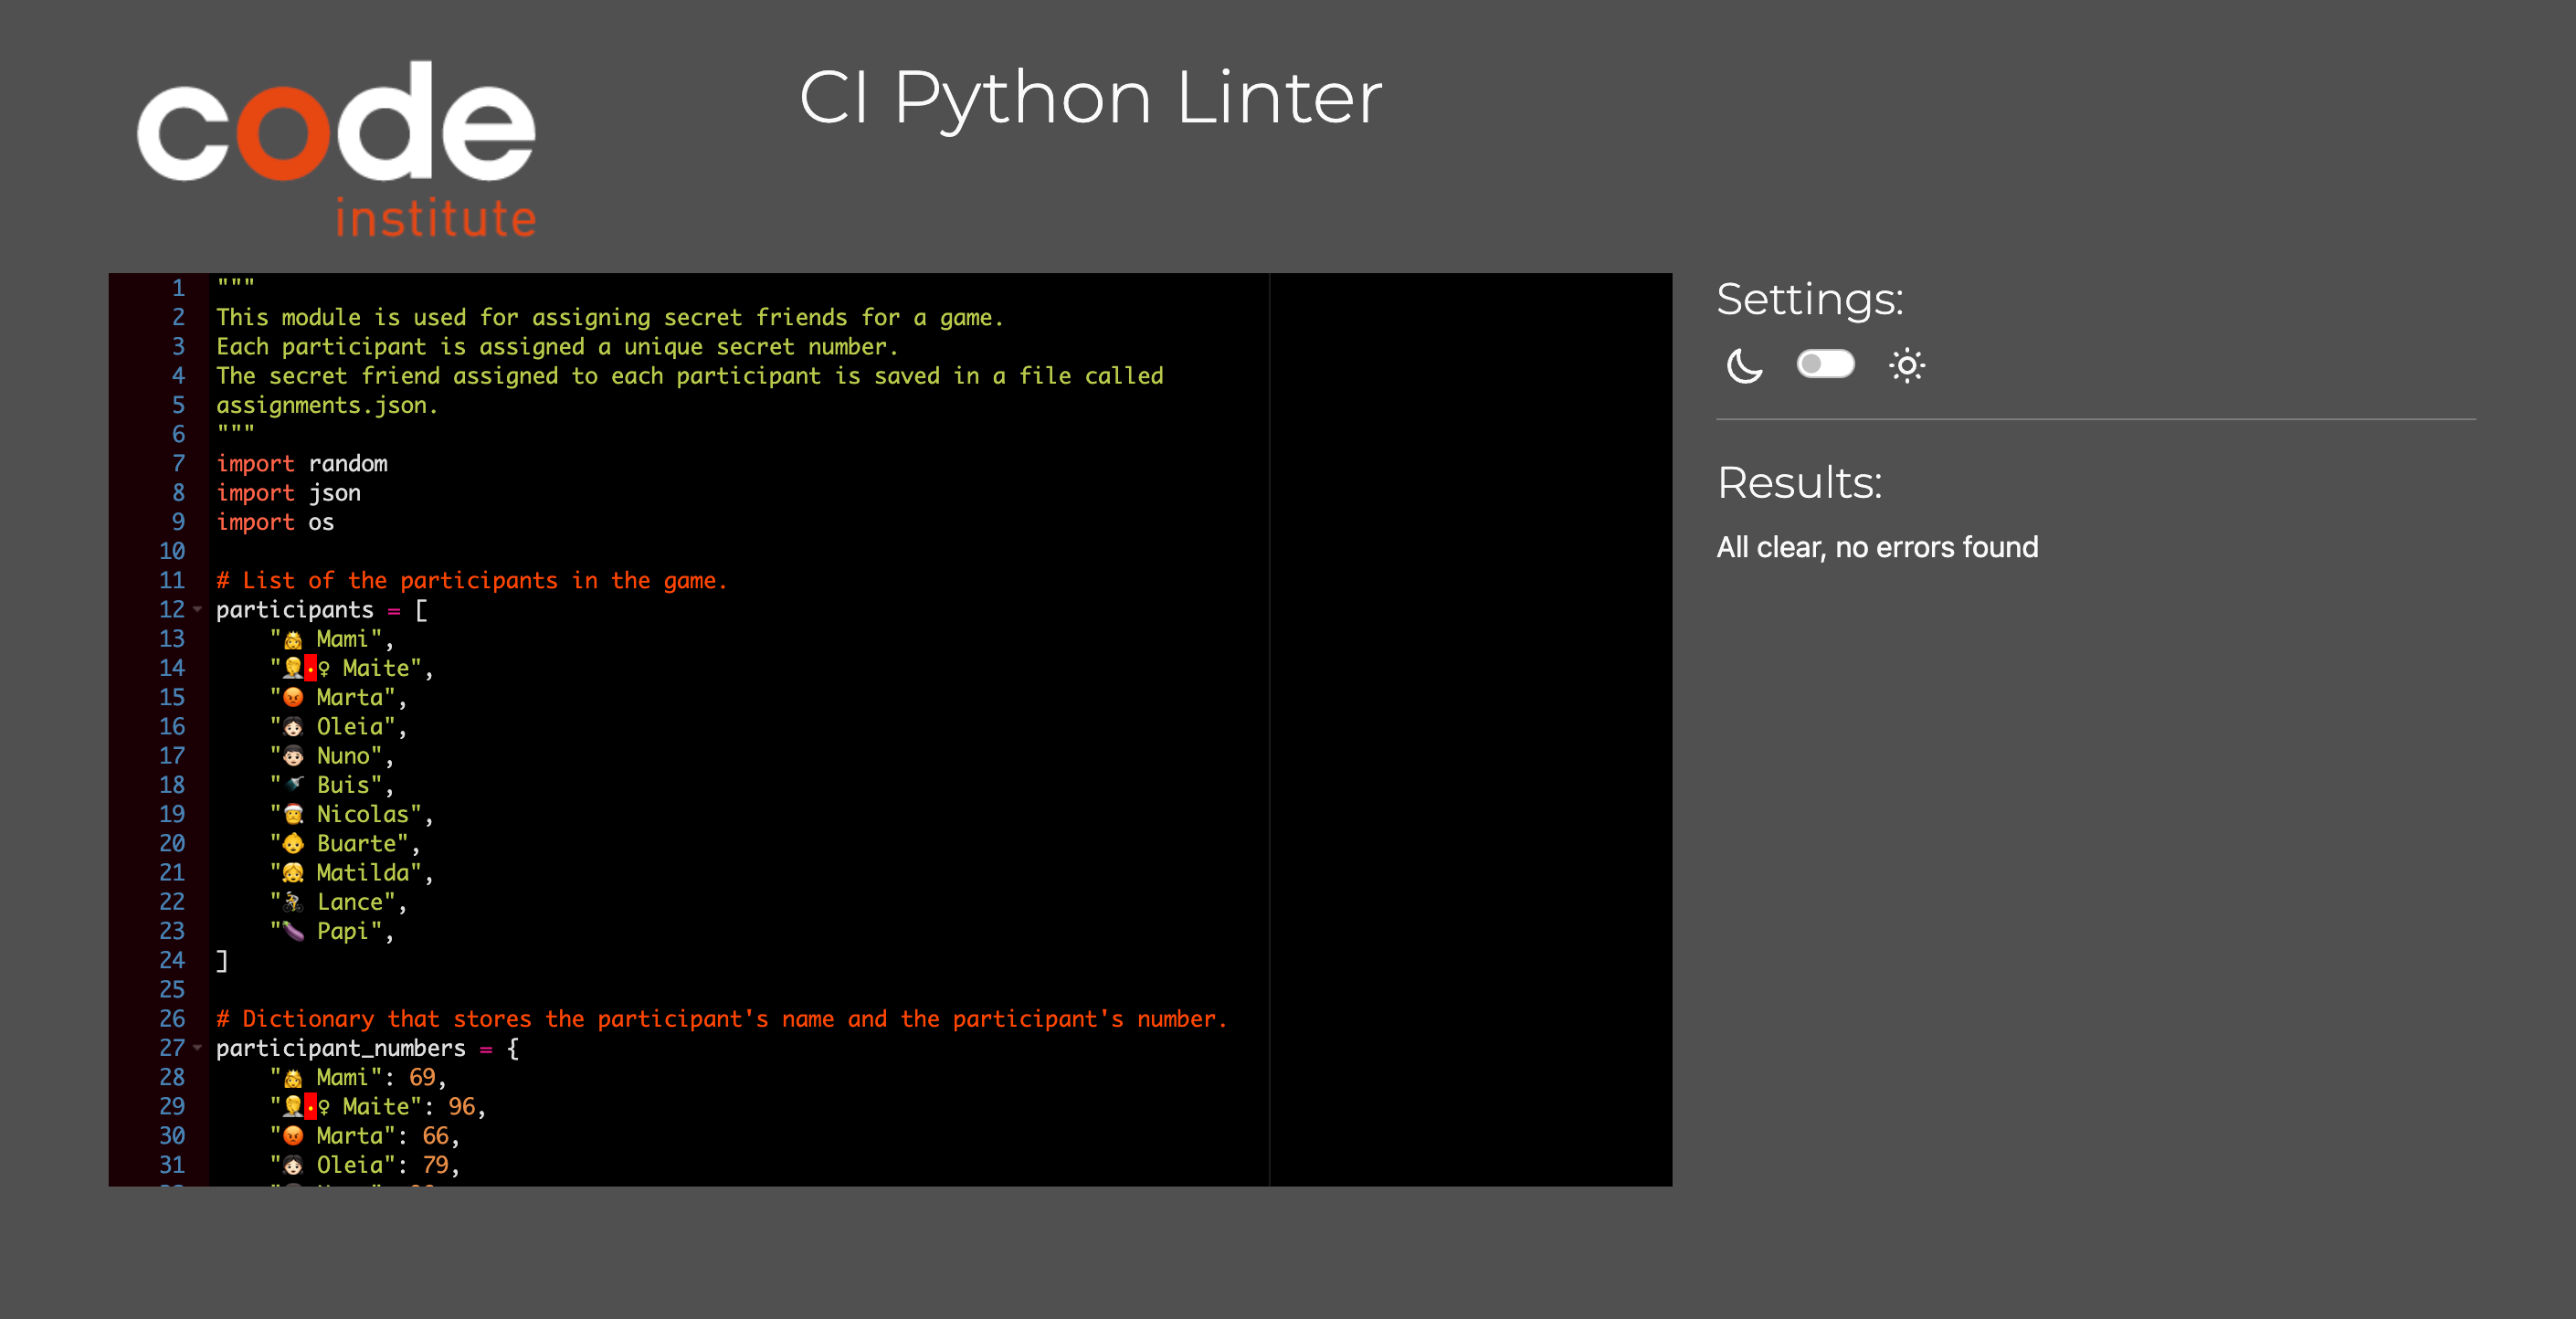 code
institute
CI Python Linter
1 """
2 This module is used for assigning secret friends for a game.
3 Each participant is assigned a unique secret number.
4 The secret friend assigned to each participant is saved in a file called
5 assignments.json.
6 """
7 import random
8 import json
9 import os
10
11 # List of the participants in the game.
12 participants = [
13     "👸 Mami",
14     "🤦·♀ Maite",
15     "😡 Marta",
16     "👧🏻 Oleia",
17     "👦🏻 Nuno",
18     "🚿 Buis",
19     "🎅 Nicolas",
20     "👶 Buarte",
21     "👧 Matilda",
22     "🚴 Lance",
23     "🍆 Papi",
24 ]
25
26 # Dictionary that stores the participant's name and the participant's number.
27 participant_numbers = {
28     "👸 Mami": 69,
29     "🤦·♀ Maite": 96,
30     "😡 Marta": 66,
31     "👧🏻 Oleia": 79,
Settings:
Results:
All clear, no errors found